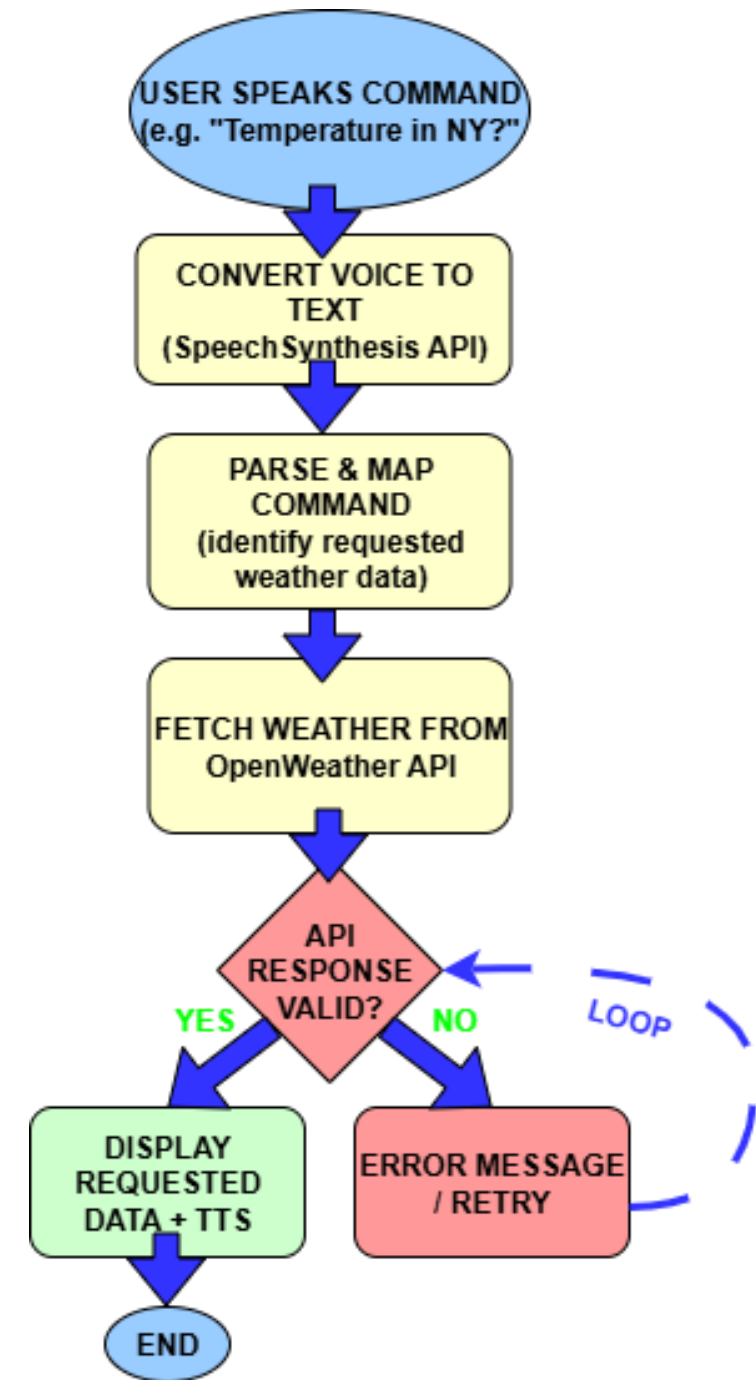 USER SPEAKS COMMAND
(e.g. "Temperature in NY?"
CONVERT VOICE TO
TEXT
(SpeechSynthesis API)
PARSE & MAP
COMMAND
(identify requested
weather data)
FETCH WEATHER FROM
OpenWeather API
API
RESPONSE
VALID?
YES
NO
LOOP
DISPLAY
REQUESTED
DATA + TTS
ERROR MESSAGE
/ RETRY
END